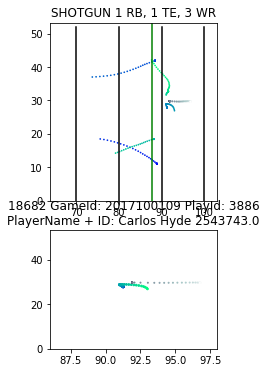 SHOTGUN 1 RB, 1 TE, 3 WR
50
40
30
20
10
0
70 80 90 100
18682 GameId: 2017100109 PlayId: 3886
PlayerName + ID: Carlos Hyde 2543743.0
40
20
0
87.5 90.0 92.5 95.0 97.5